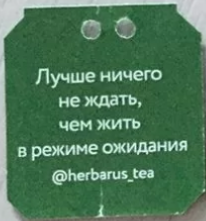 Лучше ничего
не ждать,
чем жить
в режиме ожидания
@herbarus_tea